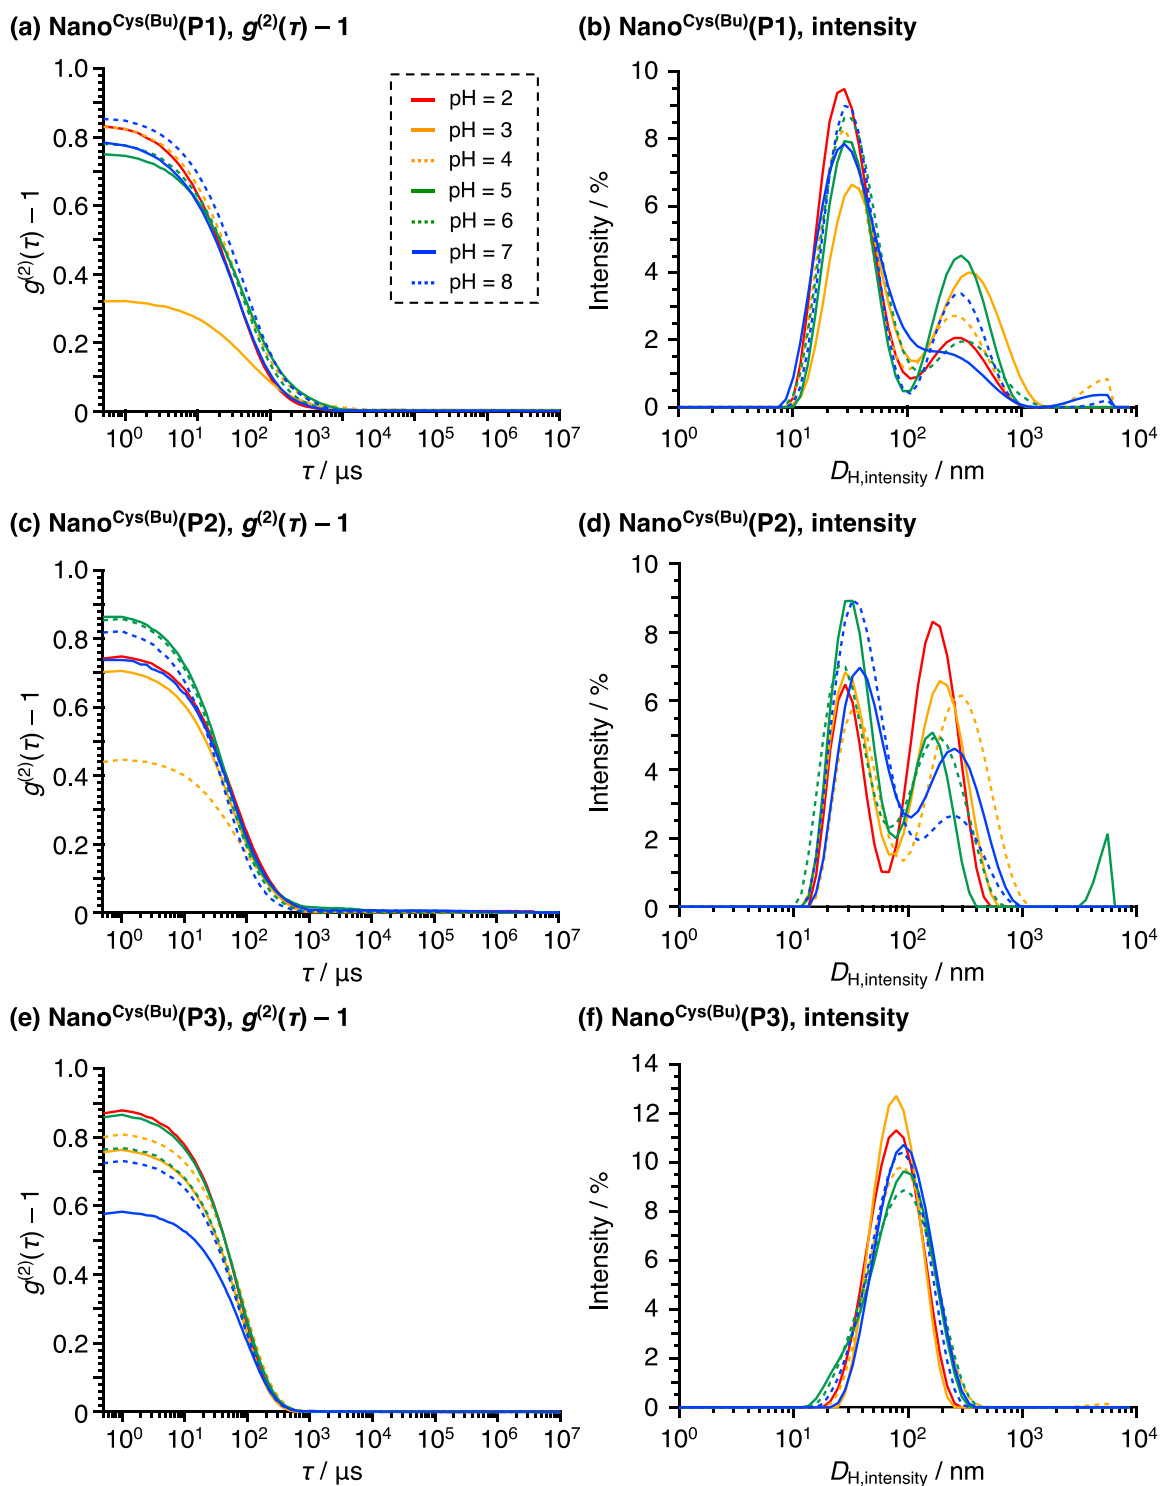 (a) Nano^Cys(Bu)(P1), g^(2)(τ) – 1
1.0
0.8
0.6
0.4
0.2
0
g^(2)(τ) – 1
10^0 10^1 10^2 10^3 10^4 10^5 10^6 10^7
τ / μs
pH = 2
pH = 3
pH = 4
pH = 5
pH = 6
pH = 7
pH = 8
(b) Nano^Cys(Bu)(P1), intensity
10
8
6
4
2
0
Intensity / %
10^0 10^1 10^2 10^3 10^4
D_H,intensity / nm
(c) Nano^Cys(Bu)(P2), g^(2)(τ) – 1
1.0
0.8
0.6
0.4
0.2
0
g^(2)(τ) – 1
10^0 10^1 10^2 10^3 10^4 10^5 10^6 10^7
τ / μs
(d) Nano^Cys(Bu)(P2), intensity
10
8
6
4
2
0
Intensity / %
10^0 10^1 10^2 10^3 10^4
D_H,intensity / nm
(e) Nano^Cys(Bu)(P3), g^(2)(τ) – 1
1.0
0.8
0.6
0.4
0.2
0
g^(2)(τ) – 1
10^0 10^1 10^2 10^3 10^4 10^5 10^6 10^7
τ / μs
(f) Nano^Cys(Bu)(P3), intensity
14
12
10
8
6
4
2
0
Intensity / %
10^0 10^1 10^2 10^3 10^4
D_H,intensity / nm